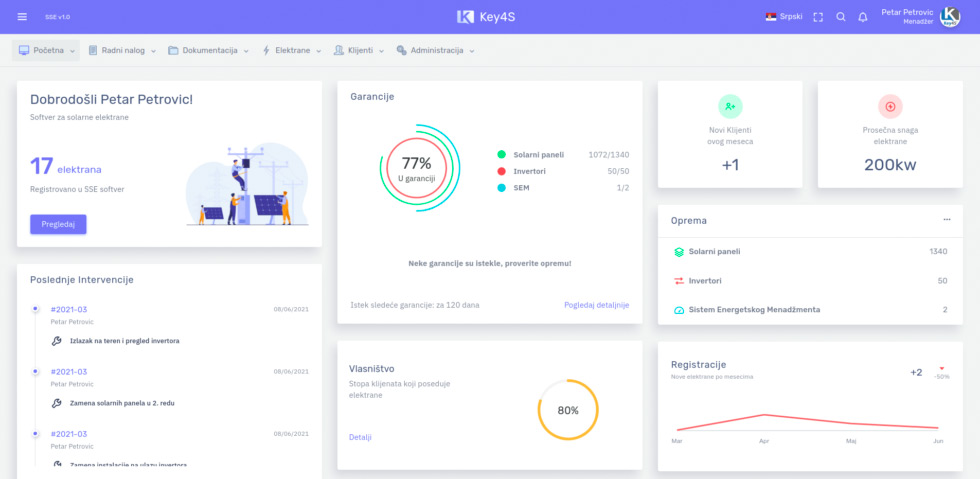 SSE v1.0
Key4S
Srpski
Petar Petrovic
Menadžer
Početna
Radni nalog
Dokumentacija
Elektrane
Klijenti
Administracija
Dobrodošli Petar Petrovic!
Softver za solarne elektrane
17 elektrana
Registrovano u SSE softver
Pregledaj
Poslednje Intervencije
#2021-03 08/06/2021
Petar Petrovic
Izlazak na teren i pregled invertora
#2021-03 08/06/2021
Petar Petrovic
Zamena solarnih panela u 2. redu
#2021-03 08/06/2021
Petar Petrovic
Zamena instalacije na ulazu invertora
Garancije
77%
U garanciji
Solarni paneli 1072/1340
Invertori 50/50
SEM 1/2
Neke garancije su istekle, proverite opremu!
Istek sledeće garancije: za 120 dana Pogledaj detaljnije
Vlasništvo
Stopa klijenata koji poseduje
elektrane
80%
Detalji
Novi Klijenti
ovog meseca
+1
Prosečna snaga
elektrane
200kw
Oprema
Solarni paneli 1340
Invertori 50
Sistem Energetskog Menadžmenta 2
Registracije
Nove elektrane po mesecima
+2
-50%
Mar Apr Maj Jun